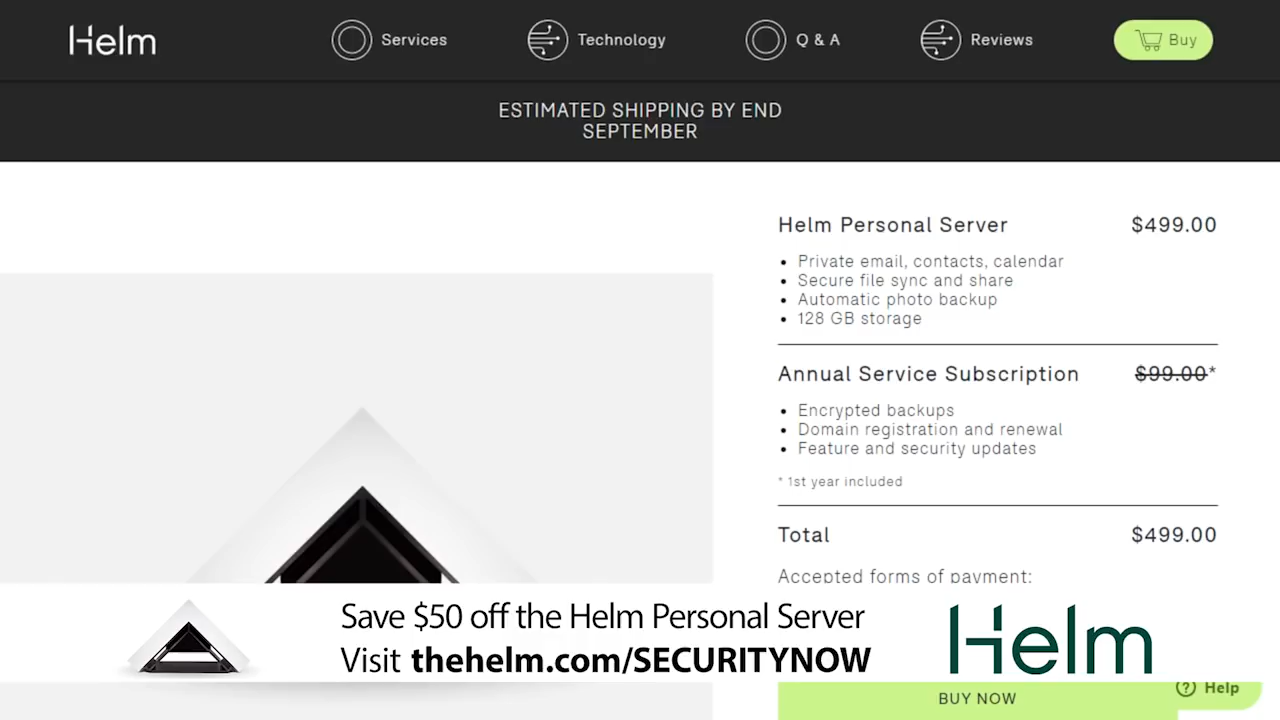 Helm
Services
Technology
Q & A
Reviews
Buy
ESTIMATED SHIPPING BY END
SEPTEMBER
Helm Personal Server $499.00
• Private email, contacts, calendar
• Secure file sync and share
• Automatic photo backup
• 128 GB storage
Annual Service Subscription $99.00*
• Encrypted backups
• Domain registration and renewal
• Feature and security updates
* 1st year included
Total $499.00
Accepted forms of payment:
Save $50 off the Helm Personal Server
Visit thehelm.com/SECURITYNOW
Helm
Help
BUY NOW